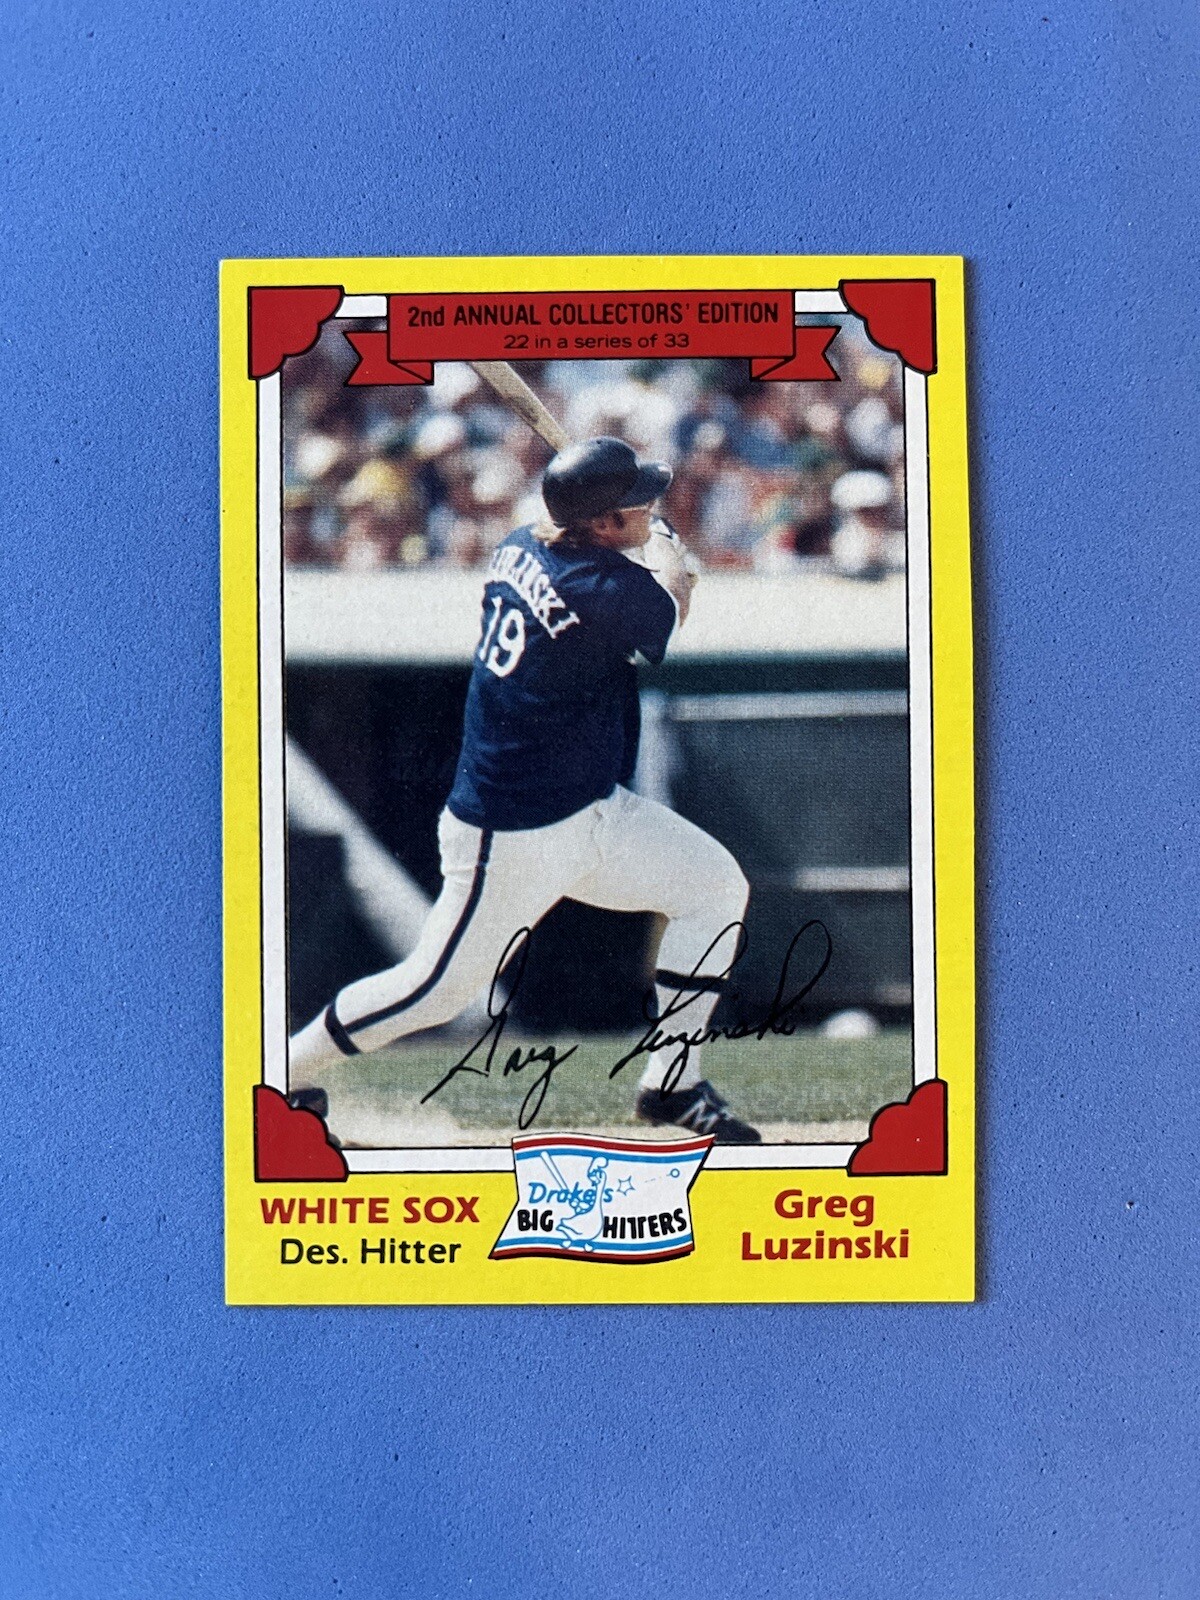 2nd ANNUAL COLLECTORS' EDITION
22 in a series of 33
LUZINSKI
19
Greg Luzinski
Drake's
BIG HITTERS
WHITE SOX
Des. Hitter
Greg
Luzinski